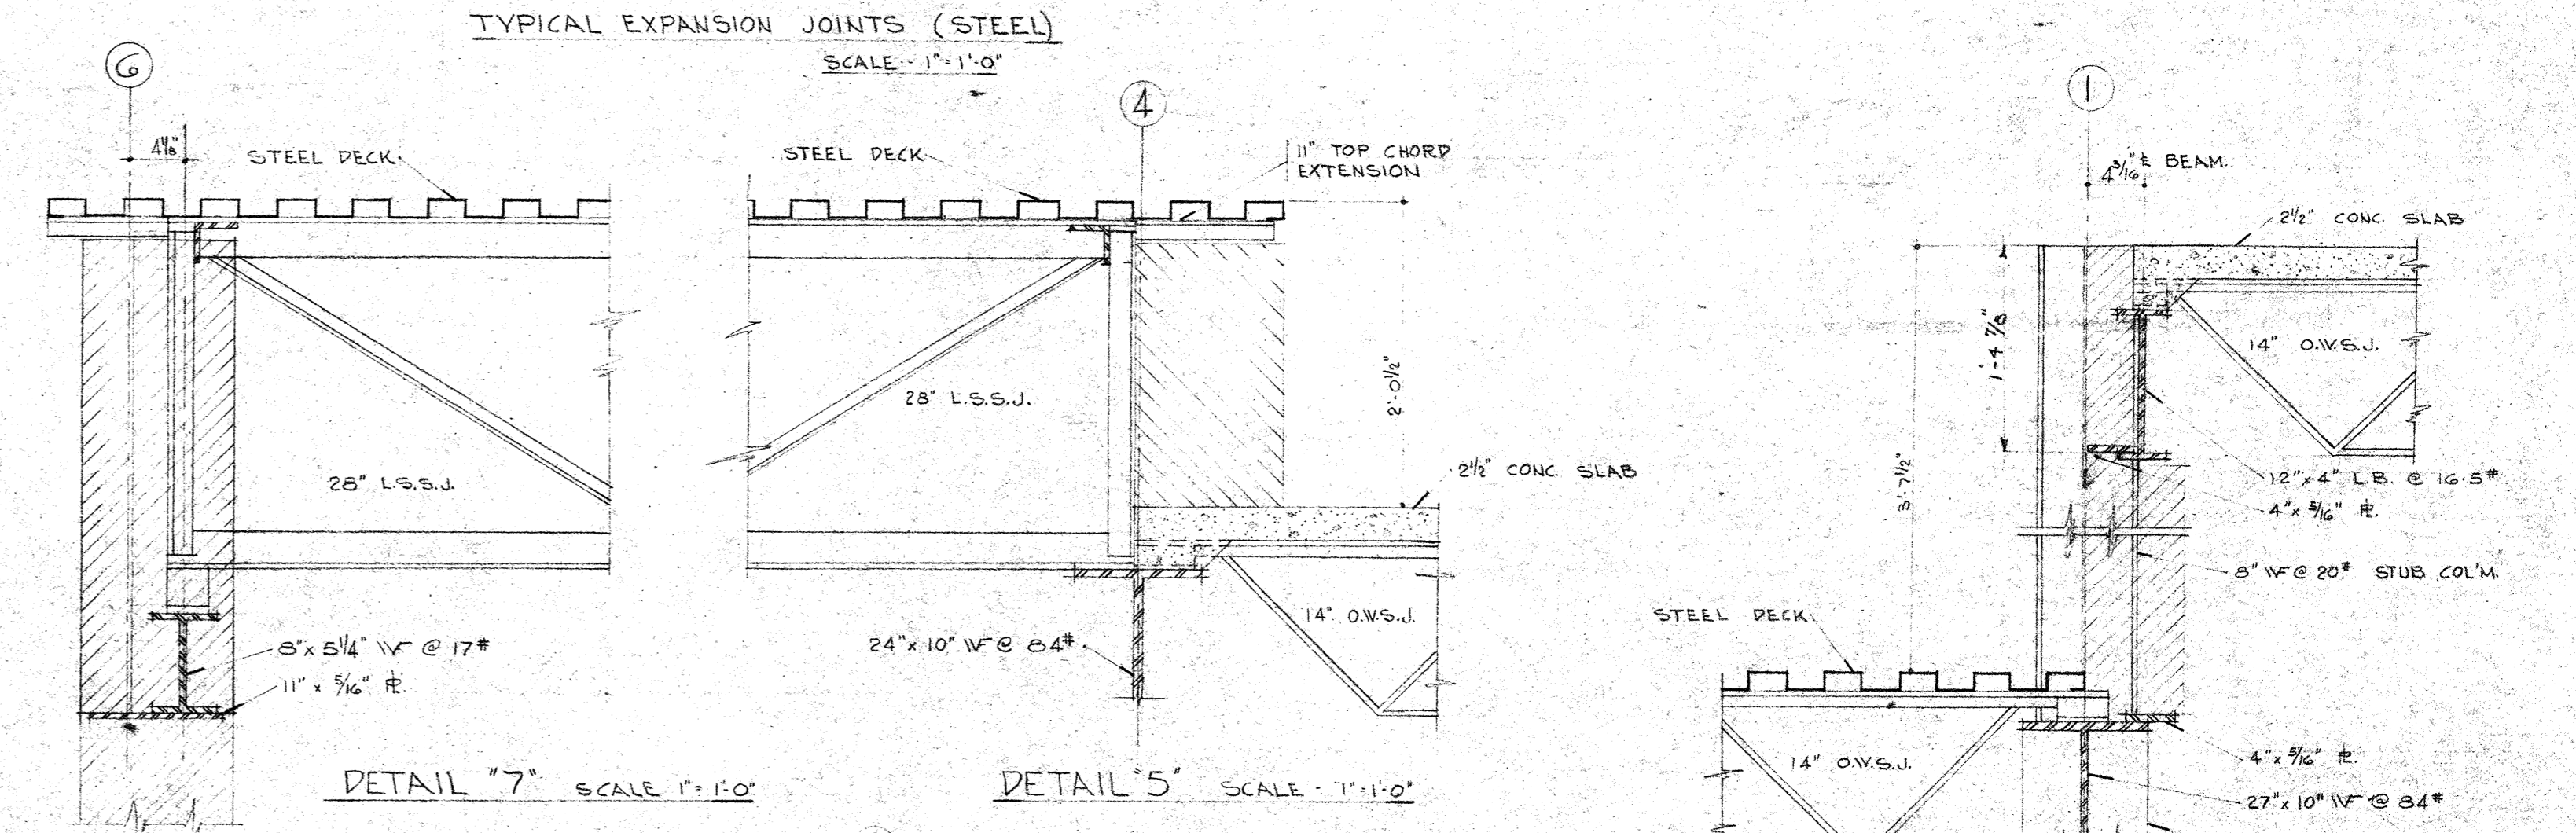 TYPICAL EXPANSION JOINTS (STEEL)
SCALE - 1" = 1'-0"
6
4⅛"
STEEL DECK.
28" L.S.S.J.
8" x 5¼" WF @ 17#
11" x 5/16" PL.
DETAIL "7" SCALE 1" = 1'-0"
4
STEEL DECK
11" TOP CHORD
EXTENSION
28" L.S.S.J.
2'-0½"
2½" CONC. SLAB
14" O.W.S.J.
24" x 10" WF @ 84#
DETAIL "5" SCALE - 1" = 1'-0"
1
4 3/16" ℄ BEAM.
2½" CONC. SLAB
1'-4 7/8"
14" O.W.S.J.
3'-7½"
12" x 4" L.B. @ 16.5#
4" x 5/16" PL.
8" WF @ 20# STUB COL'M.
STEEL DECK.
14" O.W.S.J.
4" x 5/16" PL.
27" x 10" WF @ 84#